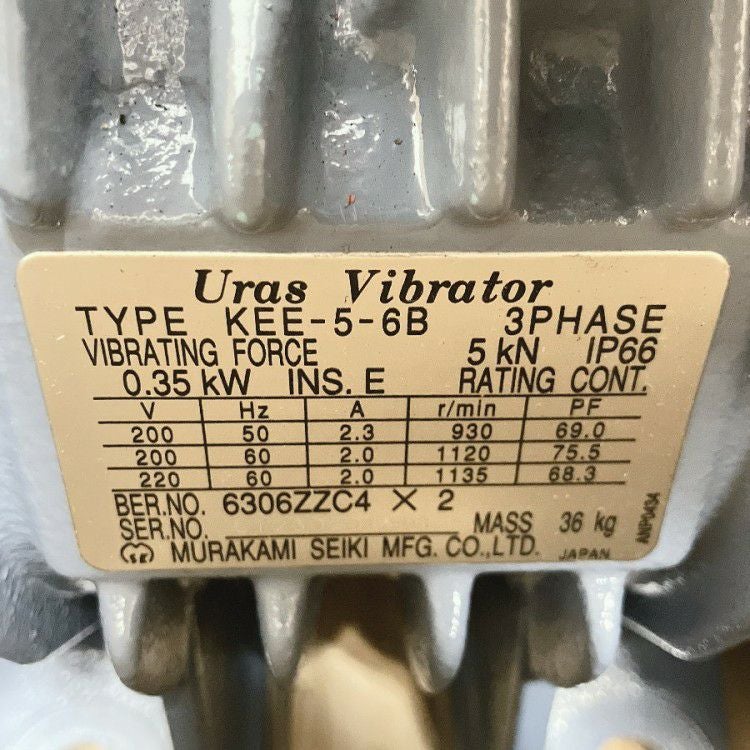 Uras Vibrator
TYPE KEE-5-6B 3PHASE
VIBRATING FORCE 5 kN IP66
0.35 kW INS. E RATING CONT.
V Hz A r/min PF
200 50 2.3 930 69.0
200 60 2.0 1120 75.5
220 60 2.0 1135 68.3
BER.NO. 6306ZZC4 × 2
SER.NO. MASS 36 kg
MURAKAMI SEIKI MFG. CO.,LTD. JAPAN
ANP0434